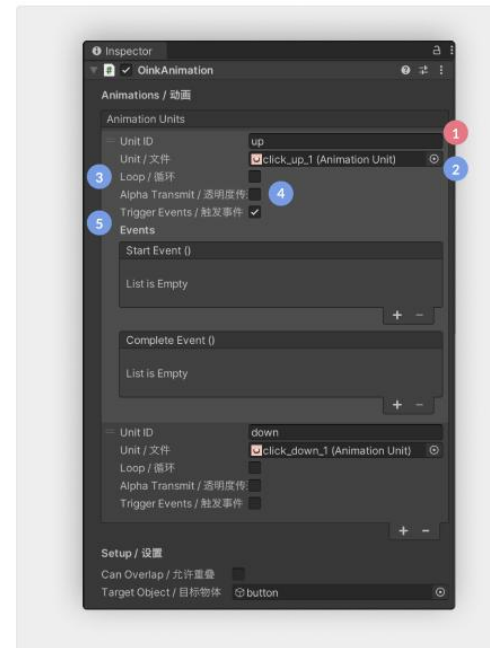 Inspector
OinkAnimation
Animations / 动画
Animation Units
Unit ID up 1
Unit / 文件 click_up_1 (Animation Unit) 2
3 Loop / 循环
Alpha Transmit / 透明度传 4
5 Trigger Events / 触发事件
Events
Start Event ()
List is Empty
+ -
Complete Event ()
List is Empty
+ -
Unit ID down
Unit / 文件 click_down_1 (Animation Unit)
Loop / 循环
Alpha Transmit / 透明度传
Trigger Events / 触发事件
+ -
Setup / 设置
Can Overlap / 允许重叠
Target Object / 目标物体 button